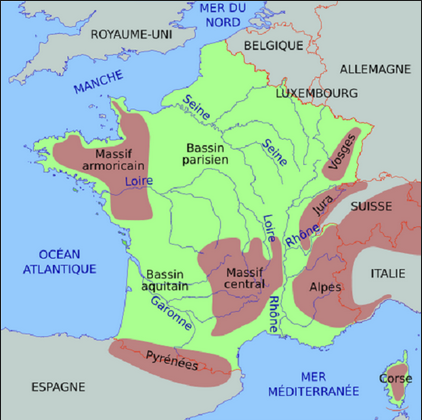 MER DU
NORD
ROYAUME-UNI
BELGIQUE
ALLEMAGNE
MANCHE
LUXEMBOURG
Seine
Bassin
parisien
Seine
Vosges
Massif
armoricain
Loire
Jura
SUISSE
Loire
Rhône
OCÉAN
ATLANTIQUE
Bassin
aquitain
Massif
central
Alpes
ITALIE
Garonne
Rhône
Pyrénées
Corse
ESPAGNE
MER
MÉDITERRANÉE